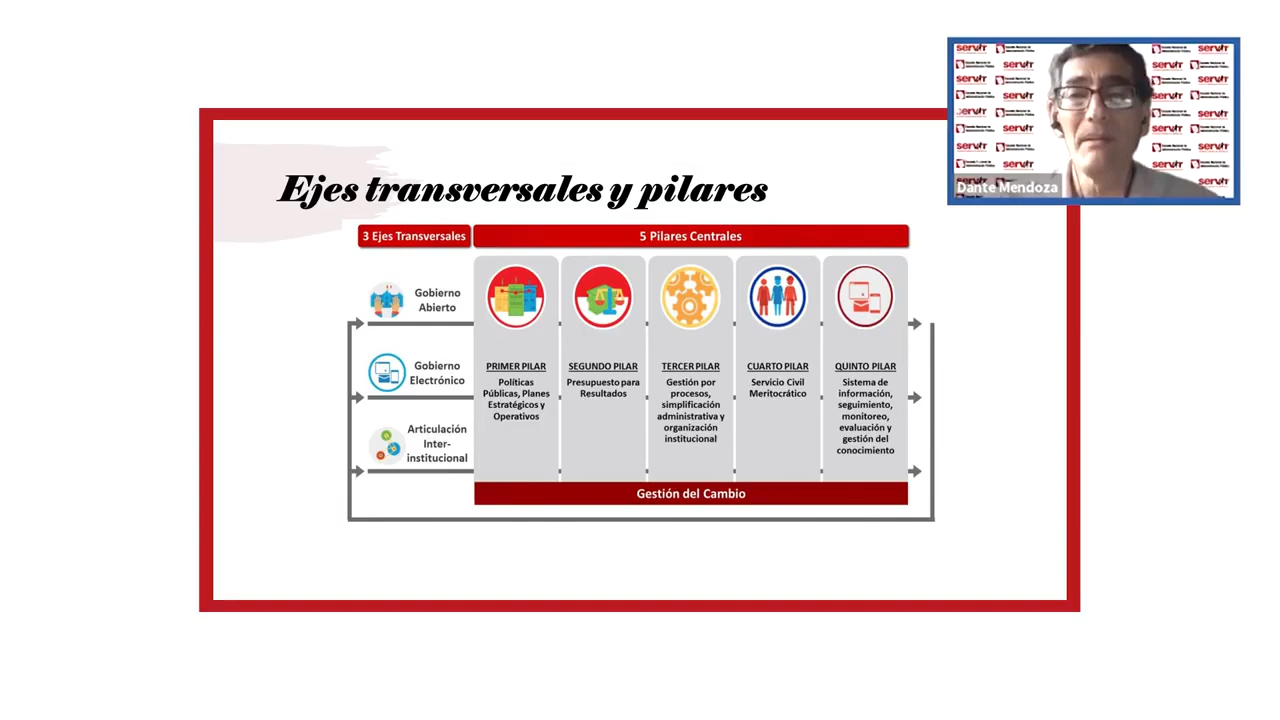 servir
Dante Mendoza
Ejes transversales y pilares
3 Ejes Transversales
5 Pilares Centrales
Gobierno
Abierto
Gobierno
Electrónico
Articulación
Inter-
institucional
PRIMER PILAR
Políticas
Públicas, Planes
Estratégicos y
Operativos
SEGUNDO PILAR
Presupuesto para
Resultados
TERCER PILAR
Gestión por
procesos,
simplificación
administrativa y
organización
institucional
CUARTO PILAR
Servicio Civil
Meritocrático
QUINTO PILAR
Sistema de
información,
seguimiento,
monitoreo,
evaluación y
gestión del
conocimiento
Gestión del Cambio